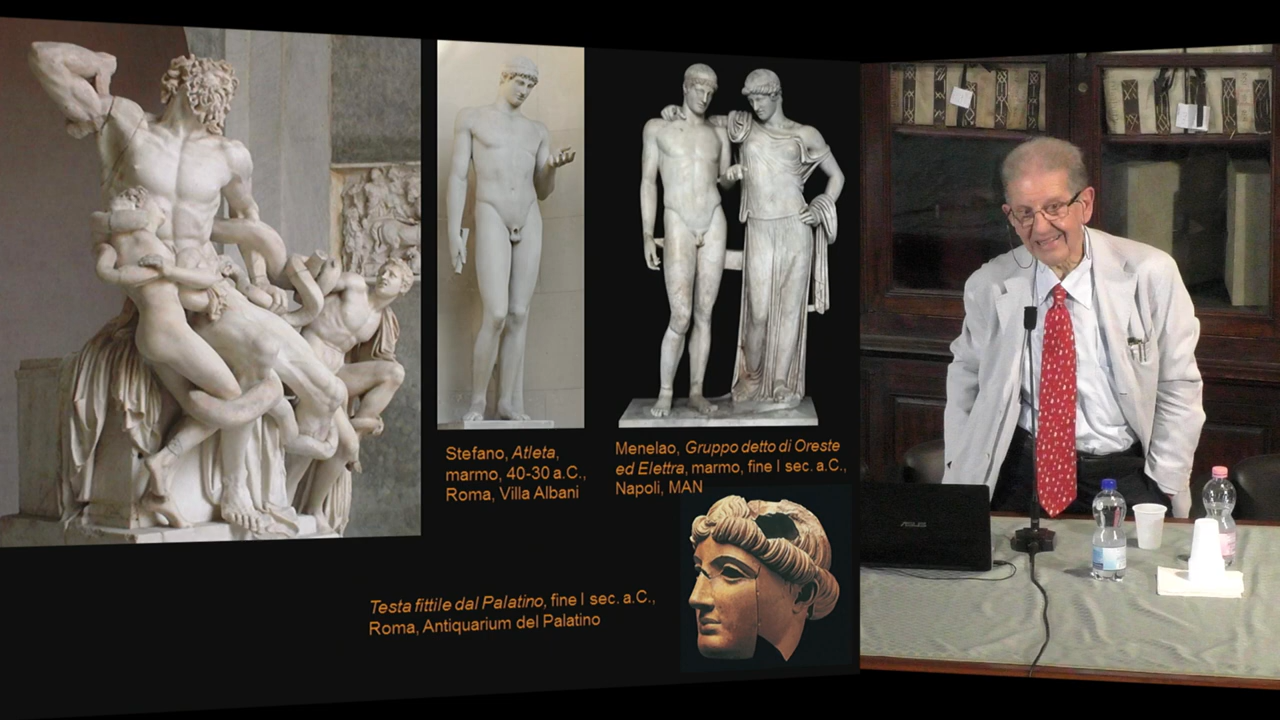 Stefano, Atleta,
marmo, 40-30 a.C.,
Roma, Villa Albani
Menelao, Gruppo detto di Oreste
ed Elettra, marmo, fine I sec. a.C.,
Napoli, MAN
Testa fittile dal Palatino, fine I sec. a.C.,
Roma, Antiquarium del Palatino
ASUS